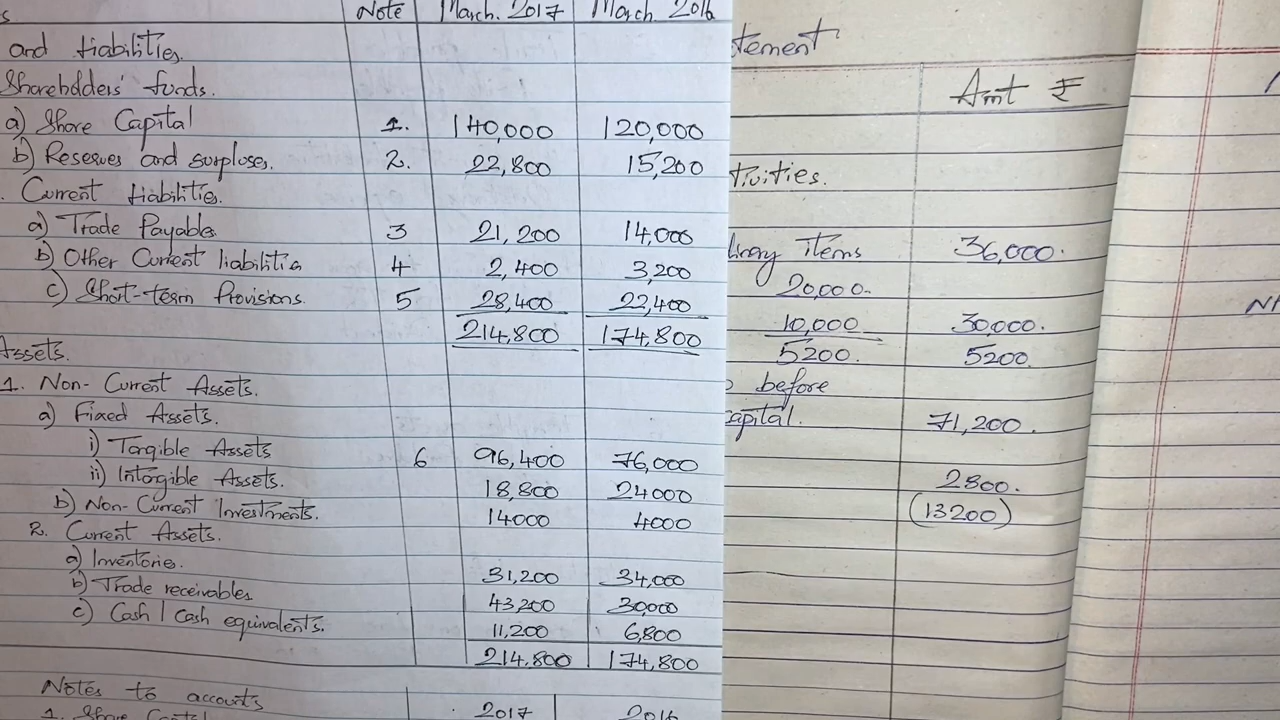 s Note March. 2017 March. 2016
and liabilities.
Shareholders' funds.
a) Share Capital 1. 140,000 120,000
b) Reserves and surpluses. 2. 22,800 15,200
. Current liabilities.
a) Trade Payables 3 21,200 14,000
b) Other Current liabilities 4 2,400 3,200
c) Short-term Provisions. 5 28,400 22,400
214,800 174,800
Assets.
1. Non-Current Assets.
a) Fixed Assets.
i) Tangible Assets 6 96,400 76,000
ii) Intangible Assets. 18,800 24000
b) Non-Current Investments. 14000 4000
2. Current Assets.
a) Inventories. 31,200 34,000
b) Trade receivables 43,200 30,000
c) Cash / Cash equivalents. 11,200 6,800
214,800 174,800
Notes to accounts
1. Share Capital 2017 2016
tement
Amt ₹
tivities.
linary Items 36,000.
20,000.
10,000 30,000.
5200. 5200.
before
capital. 71,200.
2800.
(13200)